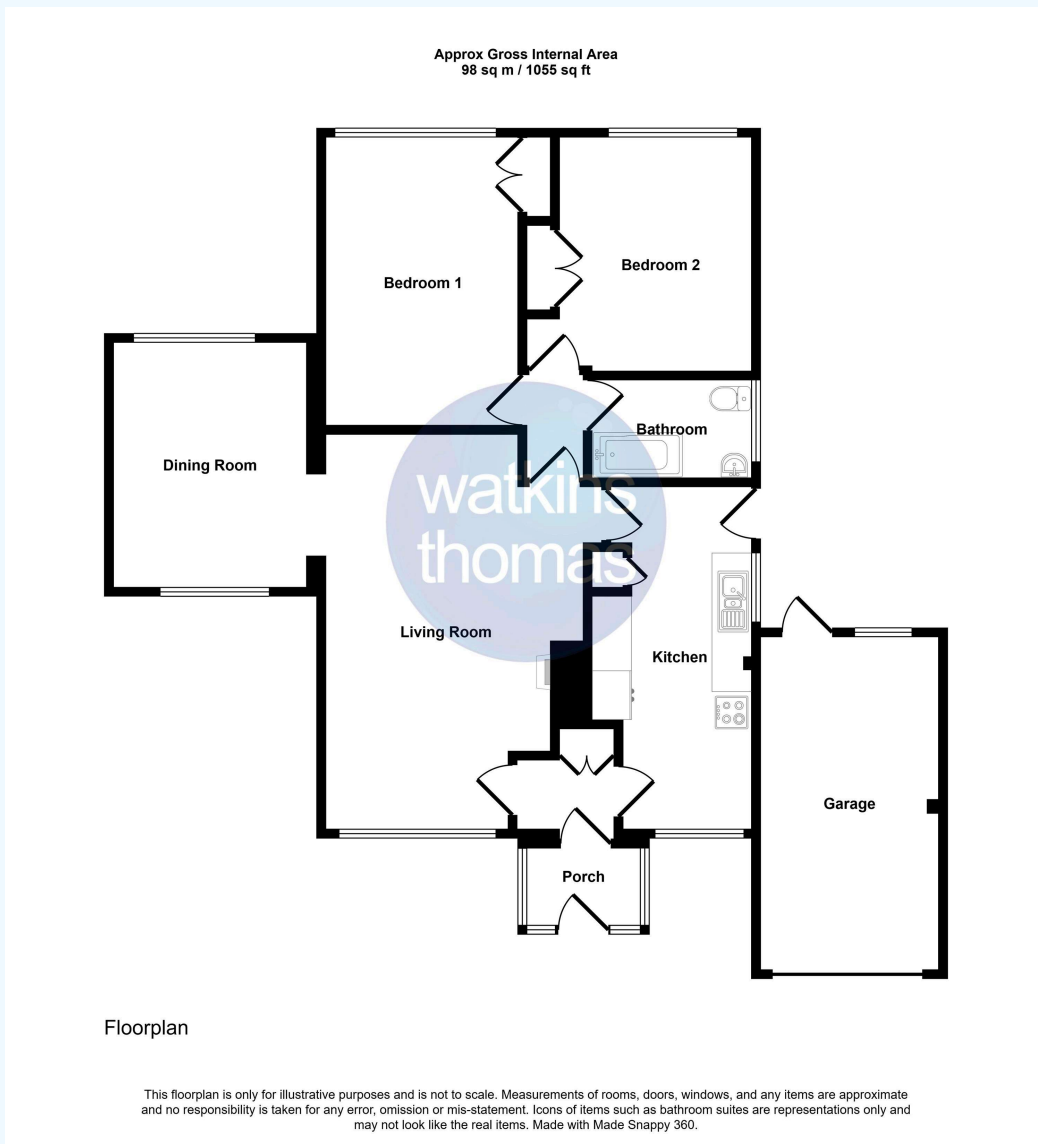 Approx Gross Internal Area
98 sq m / 1055 sq ft
Bedroom 1
Bedroom 2
Bathroom
Dining Room
watkins
thomas
Living Room
Kitchen
Garage
Porch
Floorplan
This floorplan is only for illustrative purposes and is not to scale. Measurements of rooms, doors, windows, and any items are approximate
and no responsibility is taken for any error, omission or mis-statement. Icons of items such as bathroom suites are representations only and
may not look like the real items. Made with Made Snappy 360.